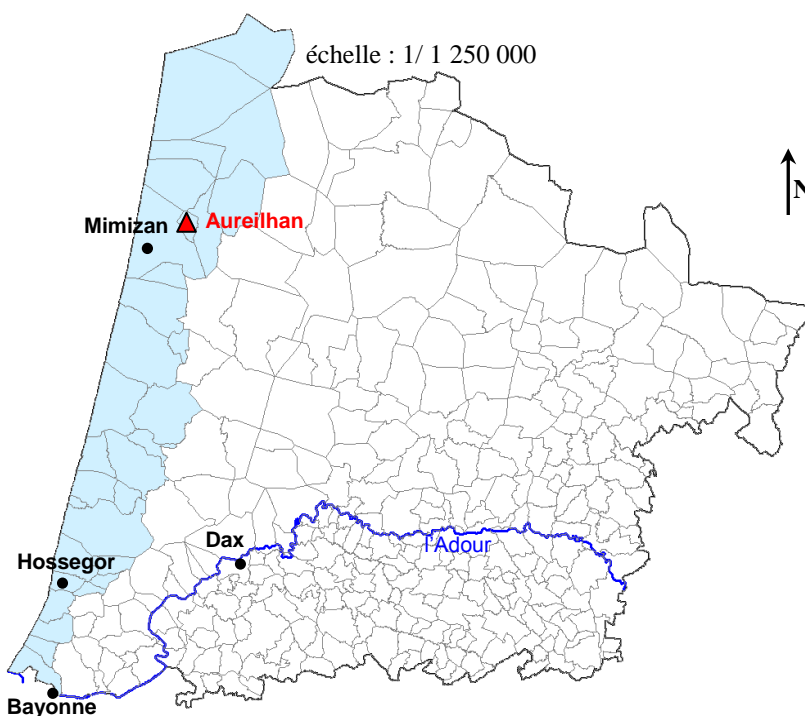 échelle : 1/ 1 250 000
N
Aureilhan
Mimizan
Dax
l'Adour
Hossegor
Bayonne